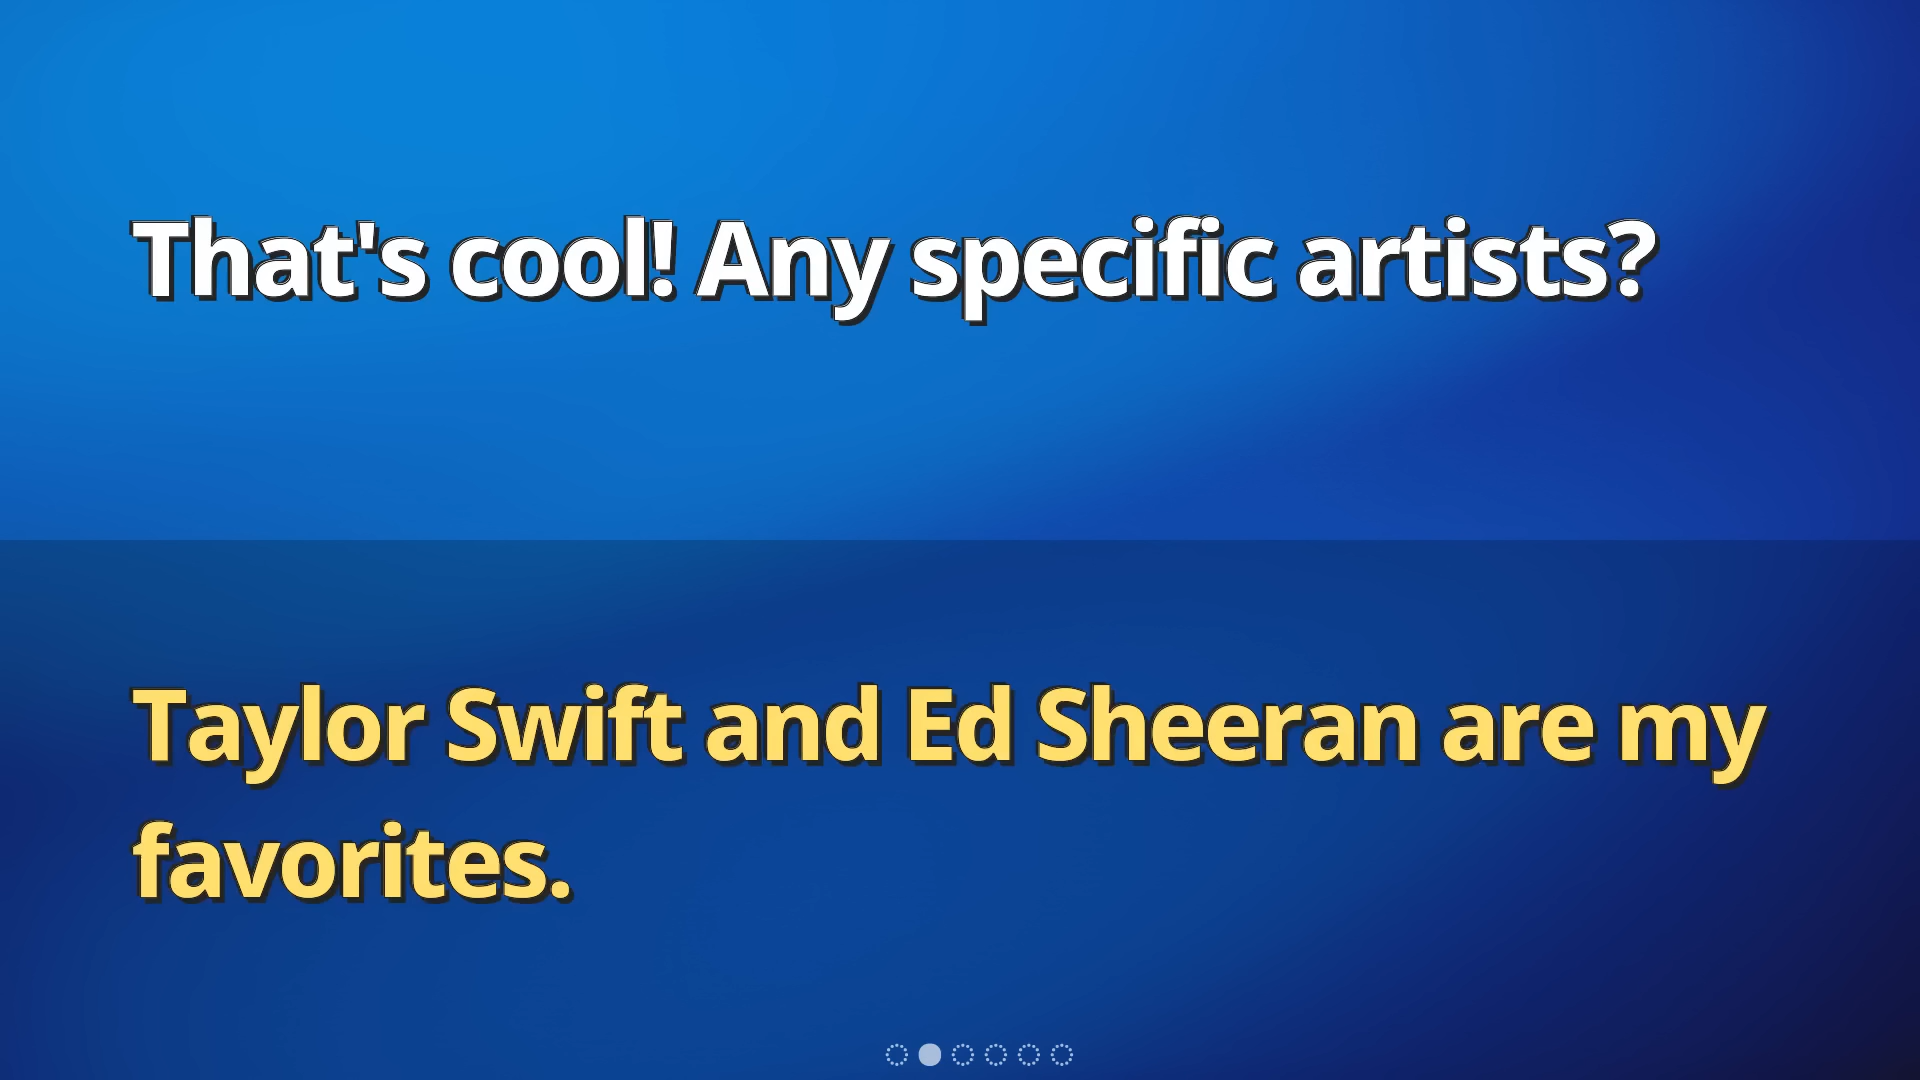 That's cool! Any specific artists?
Taylor Swift and Ed Sheeran are my
favorites.